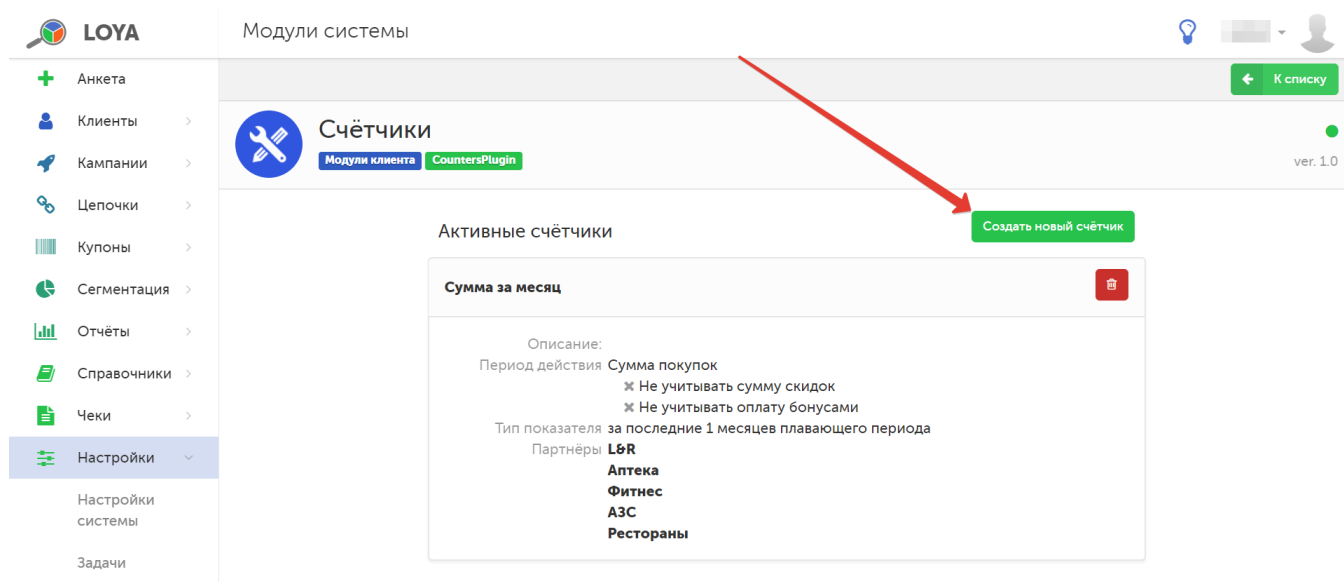 LOYA
Модули системы
Анкета
К списку
Клиенты
Кампании
Цепочки
Купоны
Сегментация
Отчёты
Справочники
Чеки
Настройки
Настройки
системы
Задачи
Счётчики
Модули клиента CountersPlugin
ver. 1.0
Активные счётчики
Создать новый счётчик
Сумма за месяц
Описание:
Период действия Сумма покупок
Не учитывать сумму скидок
Не учитывать оплату бонусами
Тип показателя за последние 1 месяцев плавающего периода
Партнёры L&R
Аптека
Фитнес
АЗС
Рестораны